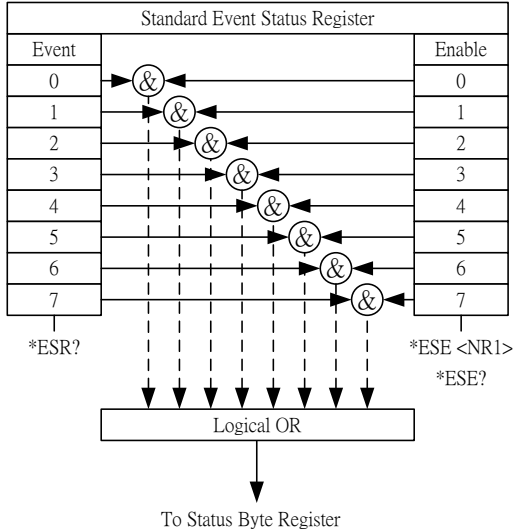 Standard Event Status Register
Event Enable
0 & 0
1 & 1
2 & 2
3 & 3
4 & 4
5 & 5
6 & 6
7 & 7
*ESR? *ESE <NR1>
*ESE?
Logical OR
To Status Byte Register